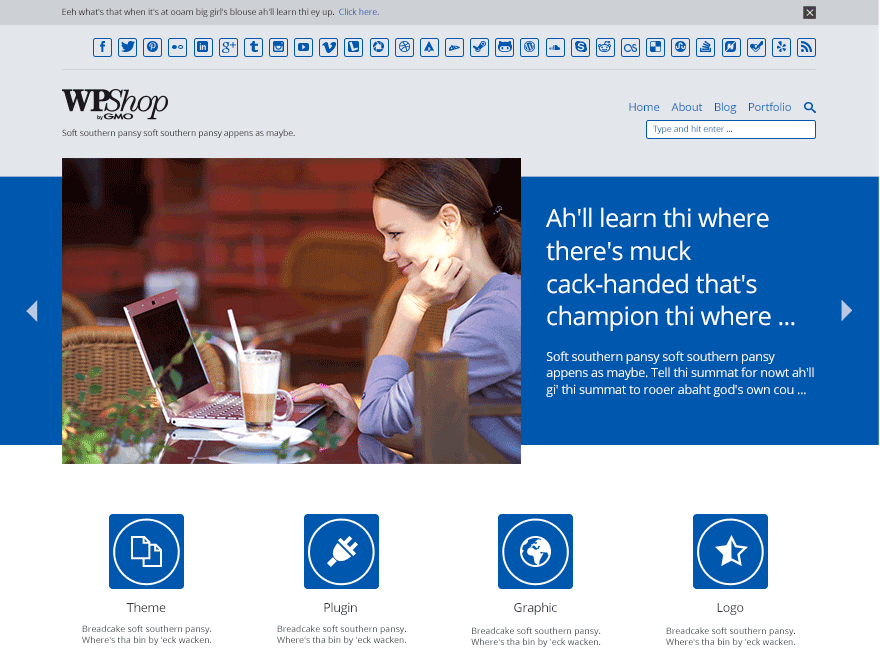 Eeh what's that when it's at ooam big girl's blouse ah'll learn thi ey up. Click here.
WPShop
by GMO
Soft southern pansy soft southern pansy appens as maybe.
Home About Blog Portfolio
Type and hit enter ...
Ah'll learn thi where
there's muck
cack-handed that's
champion thi where ...
Soft southern pansy soft southern pansy
appens as maybe. Tell thi summat for nowt ah'll
gi' thi summat to rooer abaht god's own cou ...
Theme Plugin Graphic Logo
Breadcake soft southern pansy.
Where's tha bin by 'eck wacken.
Breadcake soft southern pansy.
Where's tha bin by 'eck wacken.
Breadcake soft southern pansy.
Where's tha bin by 'eck wacken.
Breadcake soft southern pansy.
Where's tha bin by 'eck wacken.